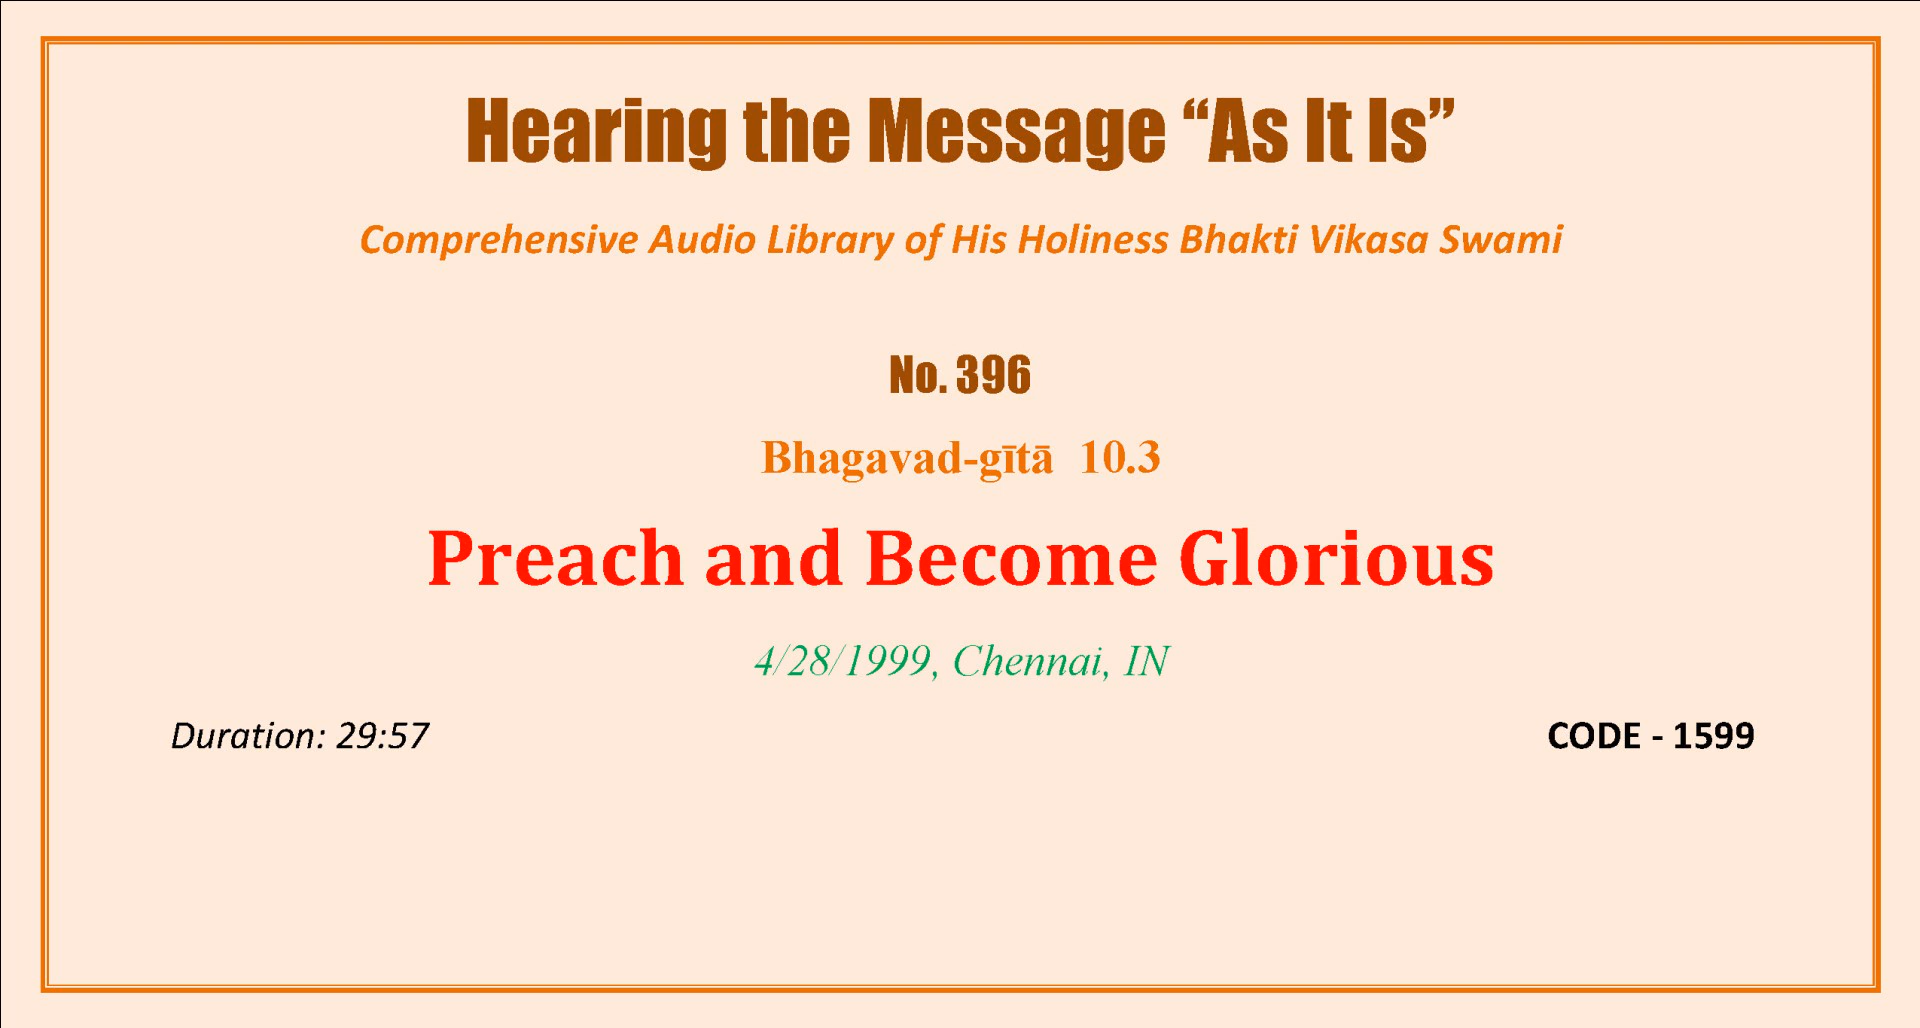 Hearing the Message “As It Is”
Comprehensive Audio Library of His Holiness Bhakti Vikasa Swami
No. 396
Bhagavad-gītā 10.3
Preach and Become Glorious
4/28/1999, Chennai, IN
Duration: 29:57 CODE - 1599